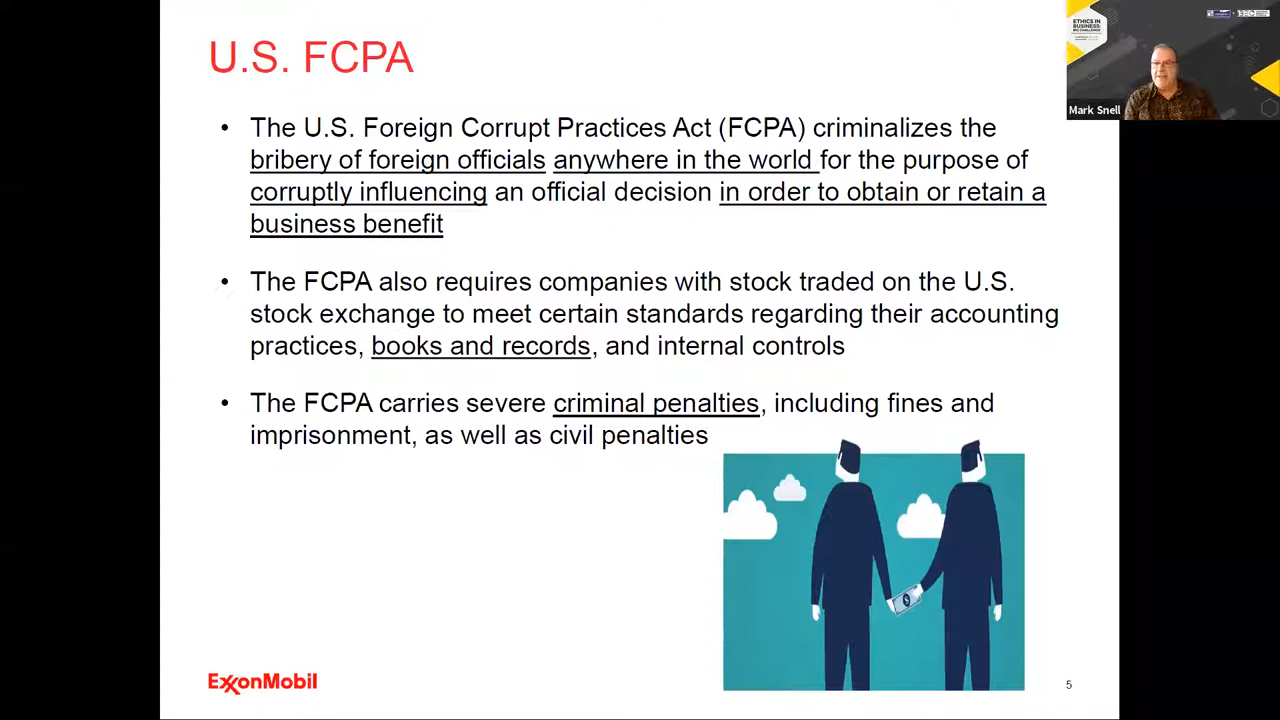 U.S. FCPA
• The U.S. Foreign Corrupt Practices Act (FCPA) criminalizes the
bribery of foreign officials anywhere in the world for the purpose of
corruptly influencing an official decision in order to obtain or retain a
business benefit
• The FCPA also requires companies with stock traded on the U.S.
stock exchange to meet certain standards regarding their accounting
practices, books and records, and internal controls
• The FCPA carries severe criminal penalties, including fines and
imprisonment, as well as civil penalties
ExxonMobil
5
ETHICS IN
BUSINESS:
BIG CHALLENGE
Mark Snell